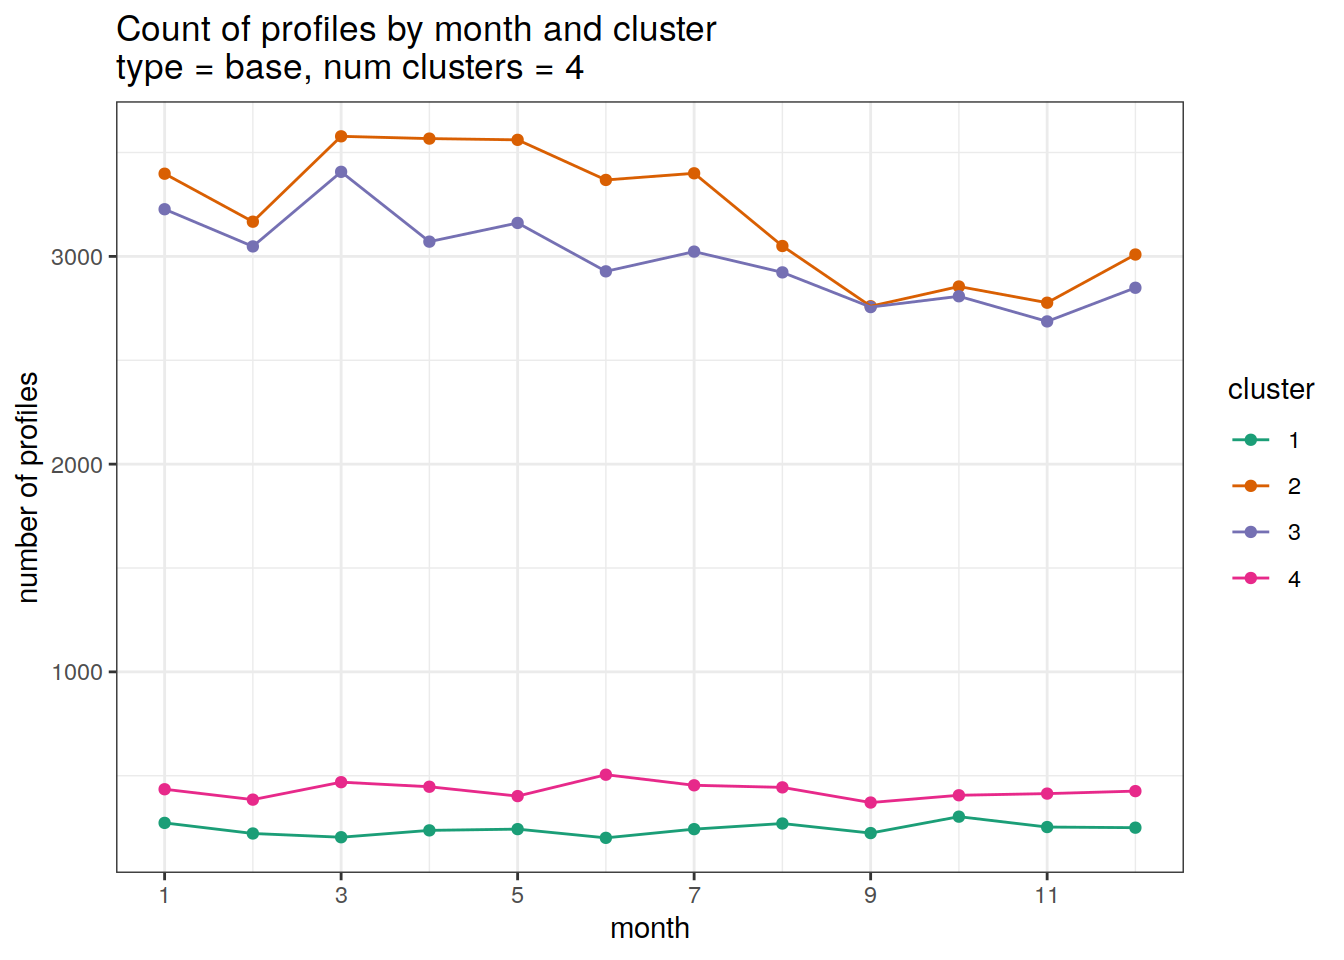 Count of profiles by month and cluster
type = base, num clusters = 4
number of profiles
3000
2000
1000
1
3
5
7
9
11
month
cluster
1
2
3
4